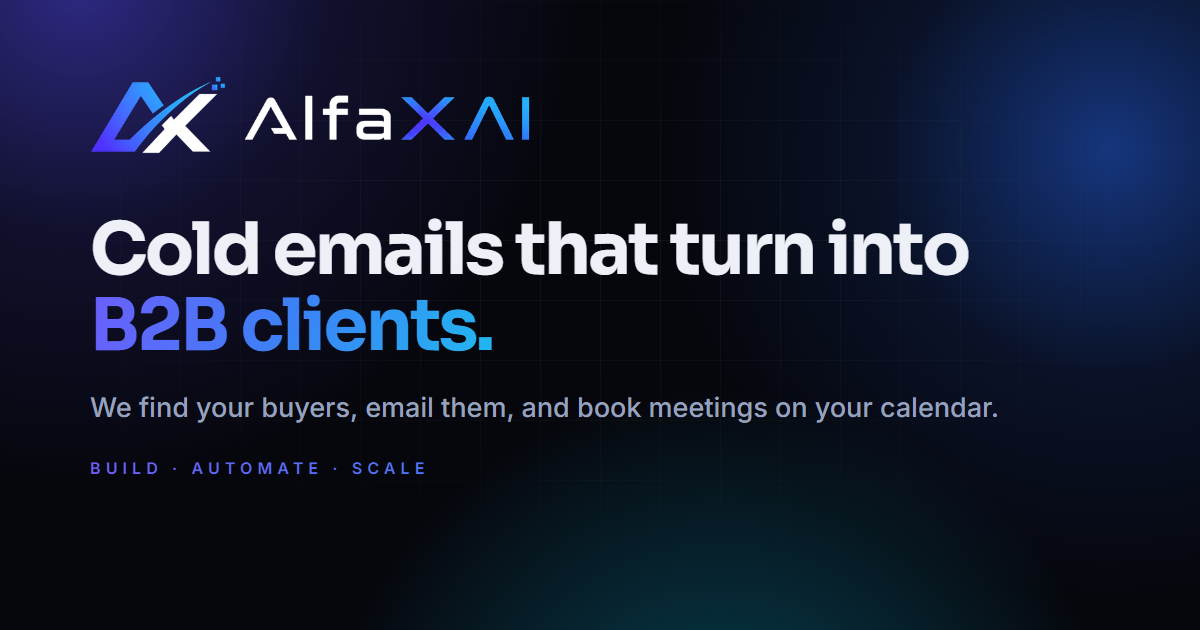 AlfaXAI
Cold emails that turn into
B2B clients.
We find your buyers, email them, and book meetings on your calendar.
BUILD · AUTOMATE · SCALE